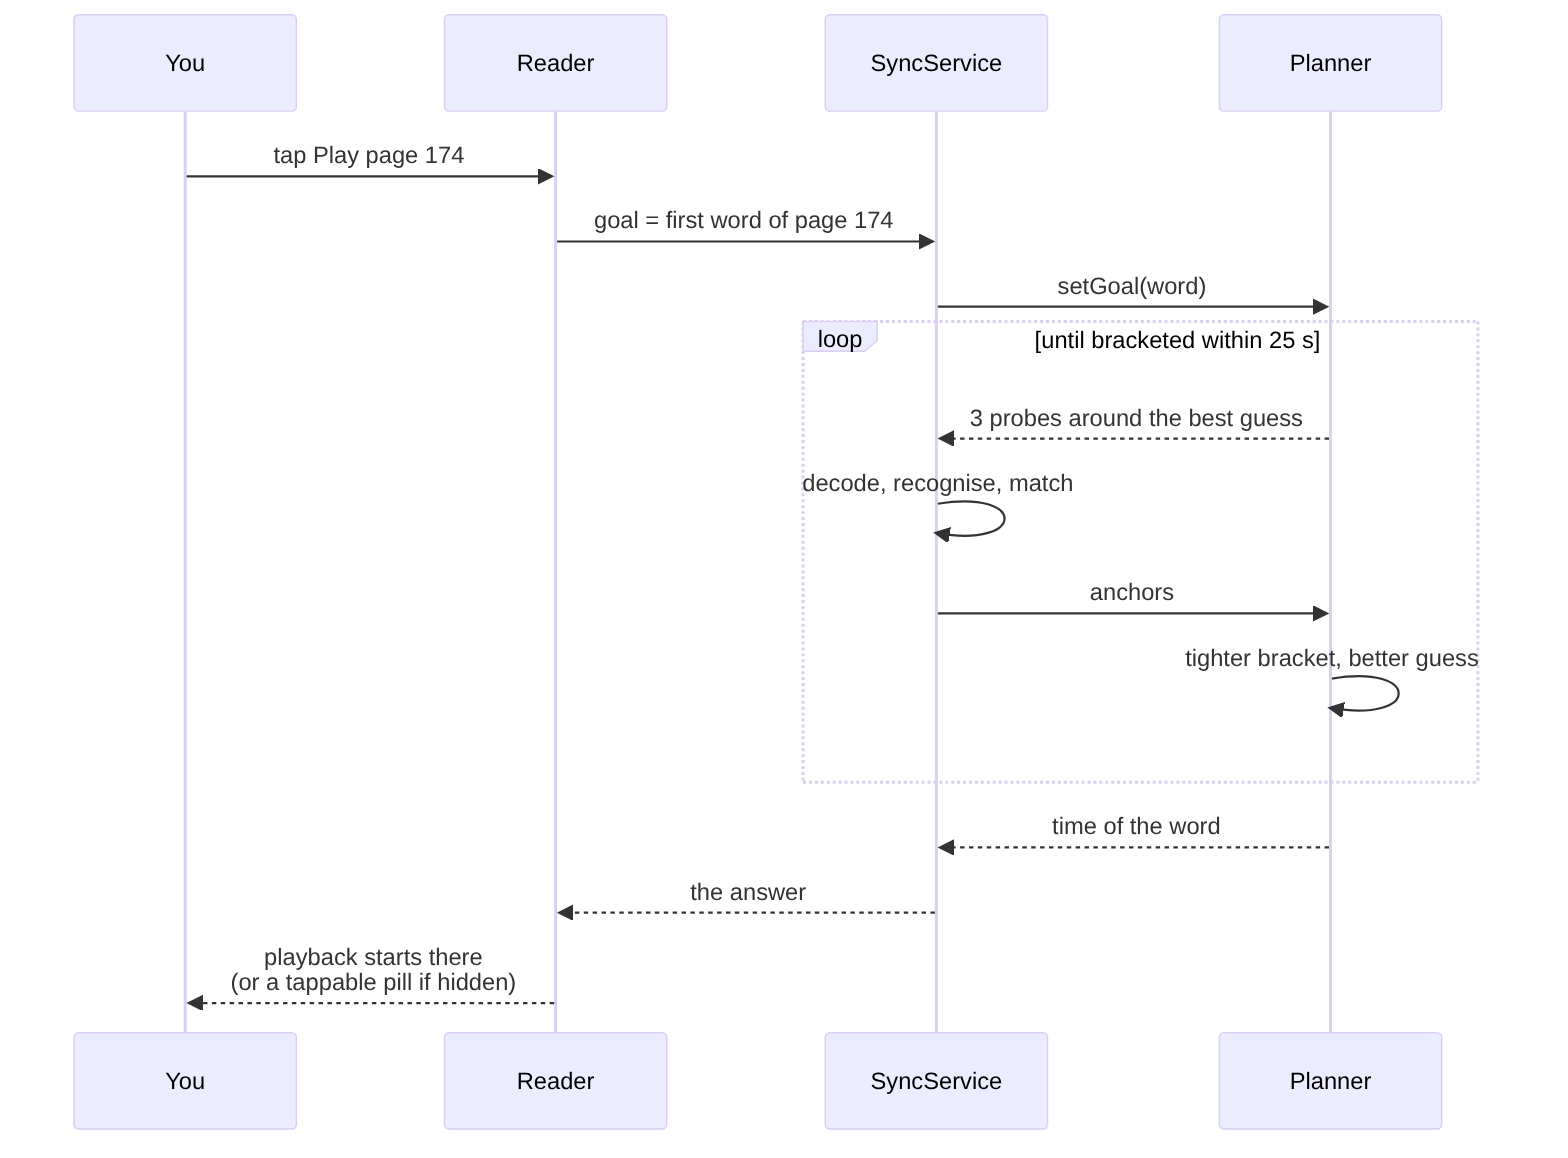 You
Reader
SyncService
Planner
tap Play page 174
goal = first word of page 174
setGoal(word)
loop
[until bracketed within 25 s]
3 probes around the best guess
decode, recognise, match
anchors
tighter bracket, better guess
time of the word
the answer
playback starts there
(or a tappable pill if hidden)
You
Reader
SyncService
Planner